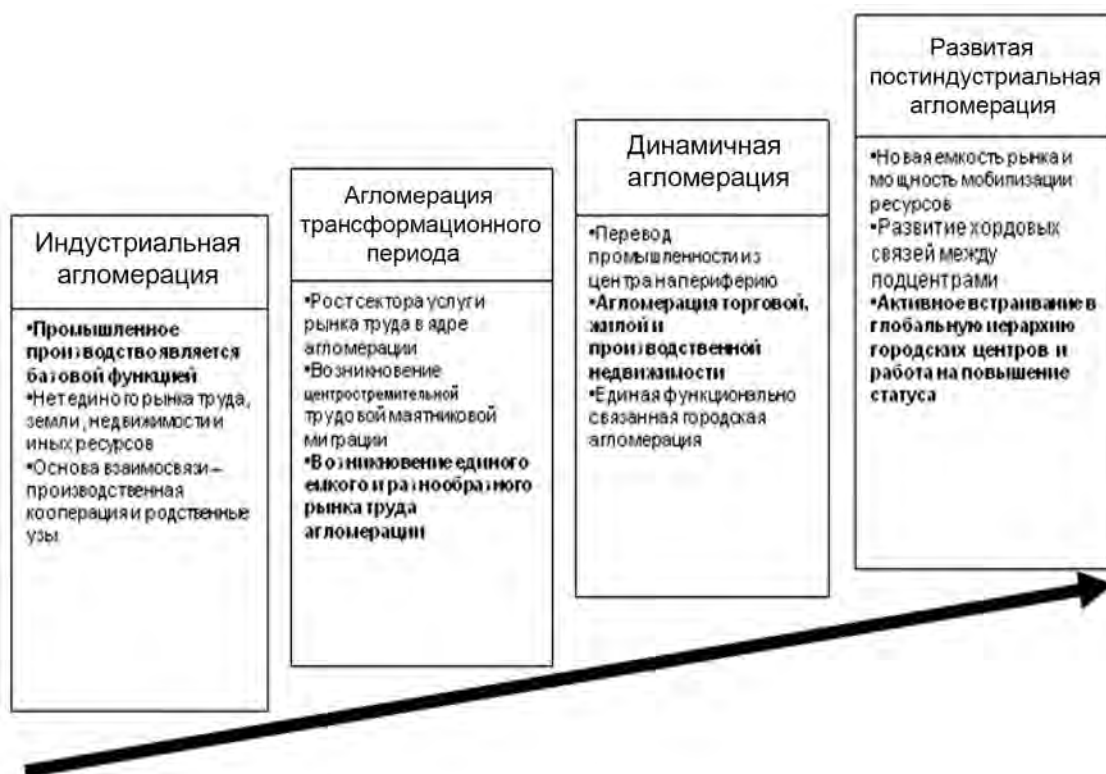 Индустриальная
агломерация
•Промышленное
производство является
базовой функцией
•Нет единого рынка труда,
земли, недвижимости и
иных ресурсов
•Основа взаимосвязи –
производственная
кооперация и родственные
узы
Агломерация
трансформационного
периода
•Рост сектора услуг и
рынка труда в ядре
агломерации
•Возникновение
центростремительной
трудовой маятниковой
миграции
•Возникновение единого
емкого и разнообразного
рынка труда
агломерации
Динамичная
агломерация
•Перевод
промышленности из
центра на периферию
•Агломерация торговой,
жилой и
производственной
недвижимости
•Единая функционально
связанная городская
агломерация
Развитая
постиндустриальная
агломерация
•Новая емкость рынка и
мощность мобилизации
ресурсов
•Развитие хордовых
связей между
подцентрами
•Активное встраивание в
глобальную иерархию
городских центров и
работа на повышение
статуса